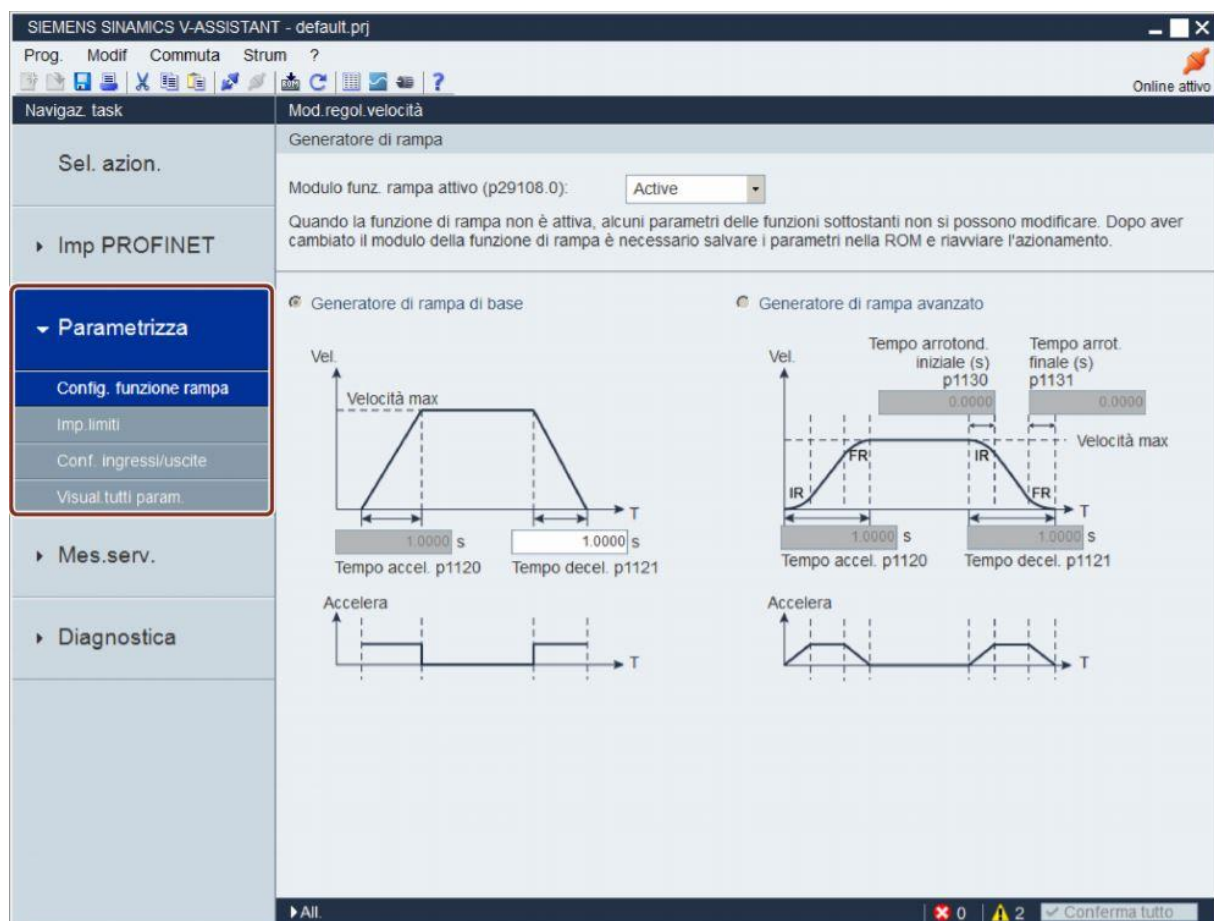 SIEMENS SINAMICS V-ASSISTANT - default.prj
Prog. Modif Commuta Strum ?
Online attivo
Navigaz. task
Mod.regol.velocità
Sel. azion.
Imp PROFINET
Parametrizza
Config. funzione rampa
Imp.limiti
Conf. ingressi/uscite
Visual.tutti param.
Mes.serv.
Diagnostica
Generatore di rampa
Modulo funz. rampa attivo (p29108.0): Active
Quando la funzione di rampa non è attiva, alcuni parametri delle funzioni sottostanti non si possono modificare. Dopo aver
cambiato il modulo della funzione di rampa è necessario salvare i parametri nella ROM e riavviare l'azionamento.
Generatore di rampa di base
Vel.
Velocità max
T
1.0000 s
1.0000 s
Tempo accel. p1120
Tempo decel. p1121
Accelera
T
Generatore di rampa avanzato
Vel.
Tempo arrotond.
iniziale (s)
p1130
0.0000
Tempo arrot.
finale (s)
p1131
0.0000
Velocità max
FR
IR
IR
FR
T
1.0000 s
1.0000 s
Tempo accel. p1120
Tempo decel. p1121
Accelera
T
All.
0
2
Conferma tutto